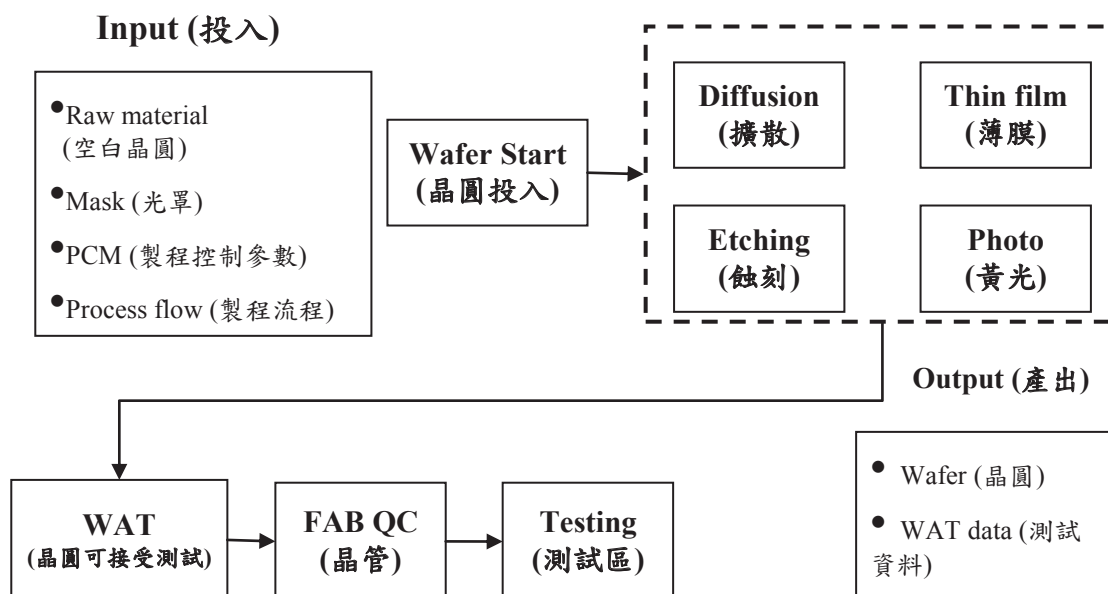 Input (投入)
●Raw material
(空白晶圓)
●Mask (光罩)
●PCM (製程控制參數)
●Process flow (製程流程)
Wafer Start
(晶圓投入)
Diffusion
(擴散)
Thin film
(薄膜)
Etching
(蝕刻)
Photo
(黃光)
Output (產出)
● Wafer (晶圓)
● WAT data (測試
資料)
WAT
(晶圓可接受測試)
FAB QC
(晶管)
Testing
(測試區)